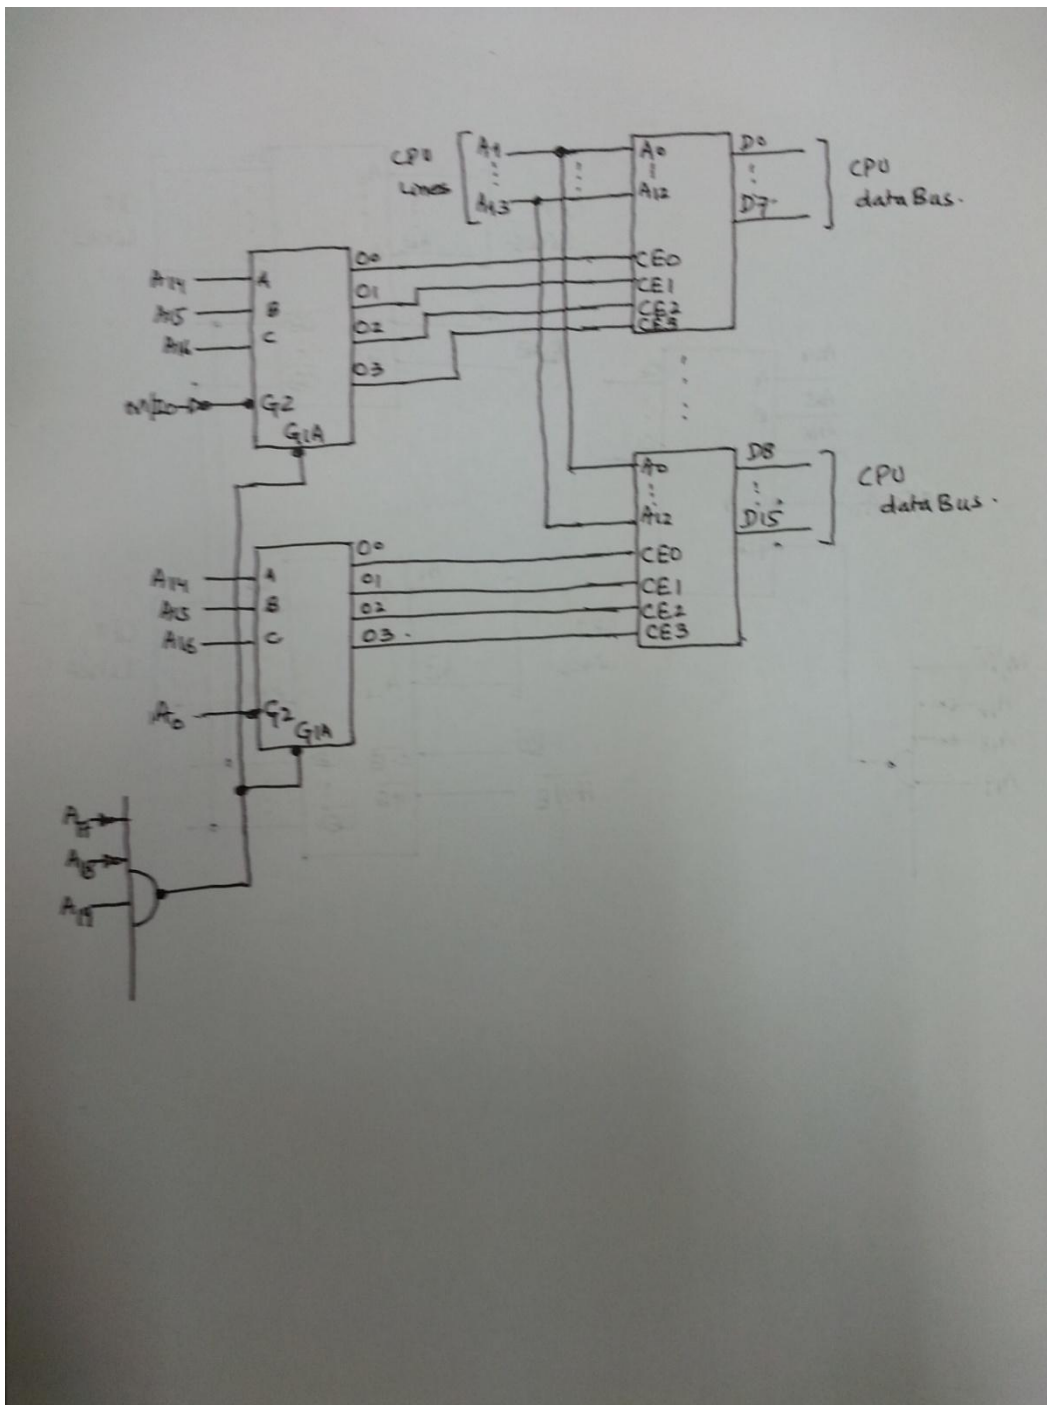 CPU
Lines
A1
A13
A0
A12
D0
D7
CPU
data Bus.
CE0
CE1
CE2
CE3
A14
A15
A16
A
B
C
O0
O1
O2
O3
M/IO
G2
G1A
A0
A12
D8
D15
CPU
data Bus.
CE0
CE1
CE2
CE3
A14
A15
A16
A
B
C
O0
O1
O2
O3
A0
G2
G1A
A17
A18
A19